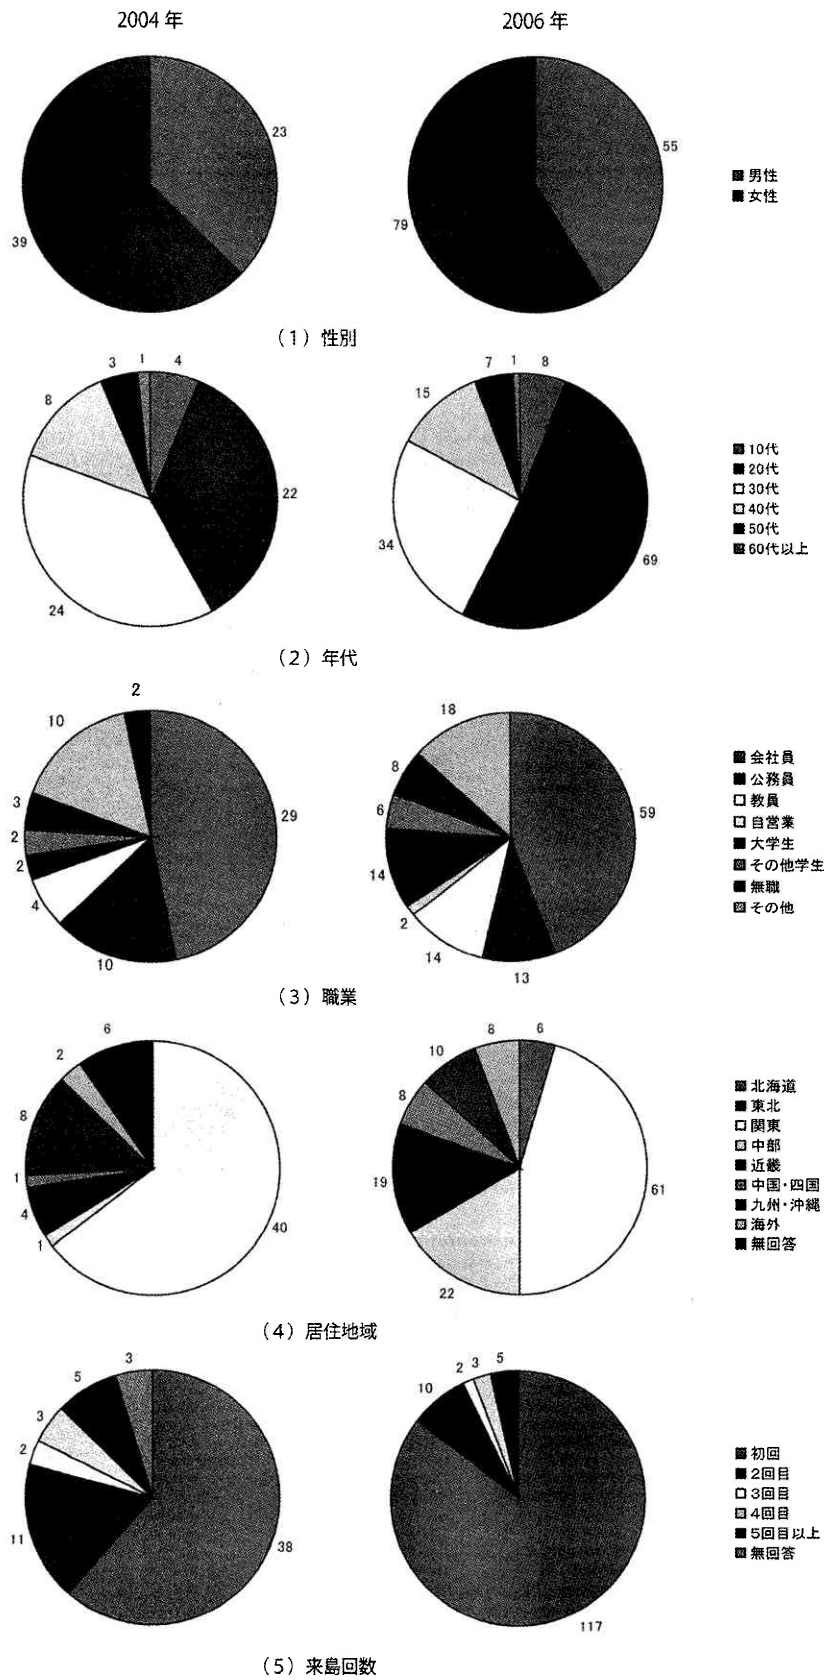 2004 年
2006 年
23
39
55
79
■ 男性
■ 女性
(1) 性別
3
1
4
8
22
24
7
1
8
15
34
69
■ 10代
■ 20代
□ 30代
□ 40代
■ 50代
■ 60代以上
(2) 年代
2
10
3
2
2
4
10
29
18
8
6
14
2
14
13
59
■ 会社員
■ 公務員
□ 教員
□ 自営業
■ 大学生
■ その他学生
■ 無職
■ その他
(3) 職業
6
2
8
1
4
1
40
8
6
10
8
19
22
61
■ 北海道
■ 東北
□ 関東
□ 中部
■ 近畿
■ 中国・四国
■ 九州・沖縄
■ 海外
■ 無回答
(4) 居住地域
3
5
3
2
11
38
5
3
2
10
117
■ 初回
■ 2回目
□ 3回目
■ 4回目
■ 5回目以上
■ 無回答
(5) 来島回数